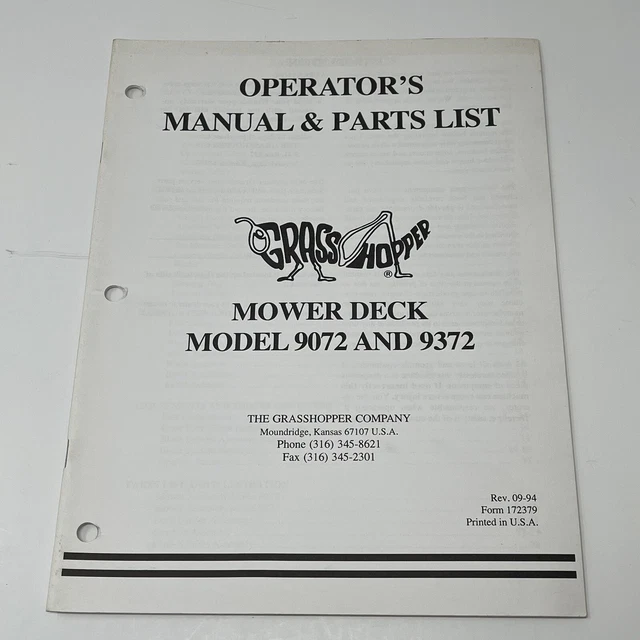 OPERATOR'S
MANUAL & PARTS LIST
GRASSHOPPER
®
MOWER DECK
MODEL 9072 AND 9372
THE GRASSHOPPER COMPANY
Moundridge, Kansas 67107 U.S.A.
Phone (316) 345-8621
Fax (316) 345-2301
Rev. 09-94
Form 172379
Printed in U.S.A.